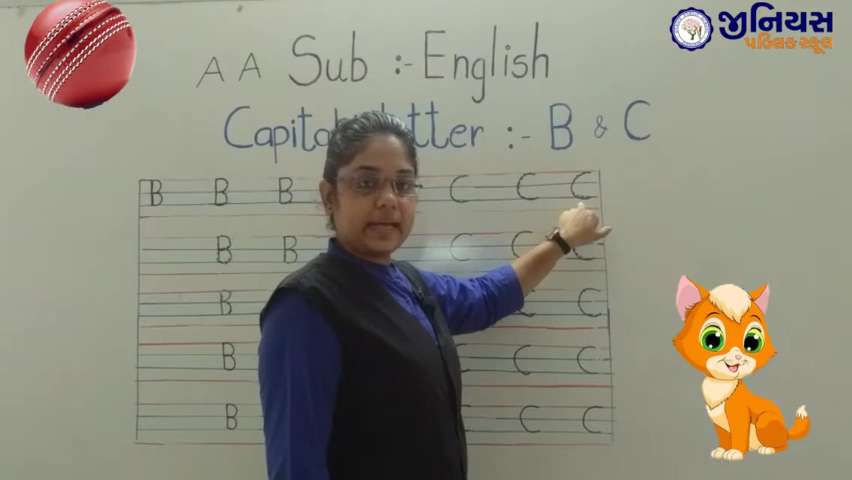 જીનિયસ
પબ્લિક સ્કૂલ
A A Sub :- English
Capital Letter :- B & C
B B B C C C
B B C C C
B C
B C C
B C C